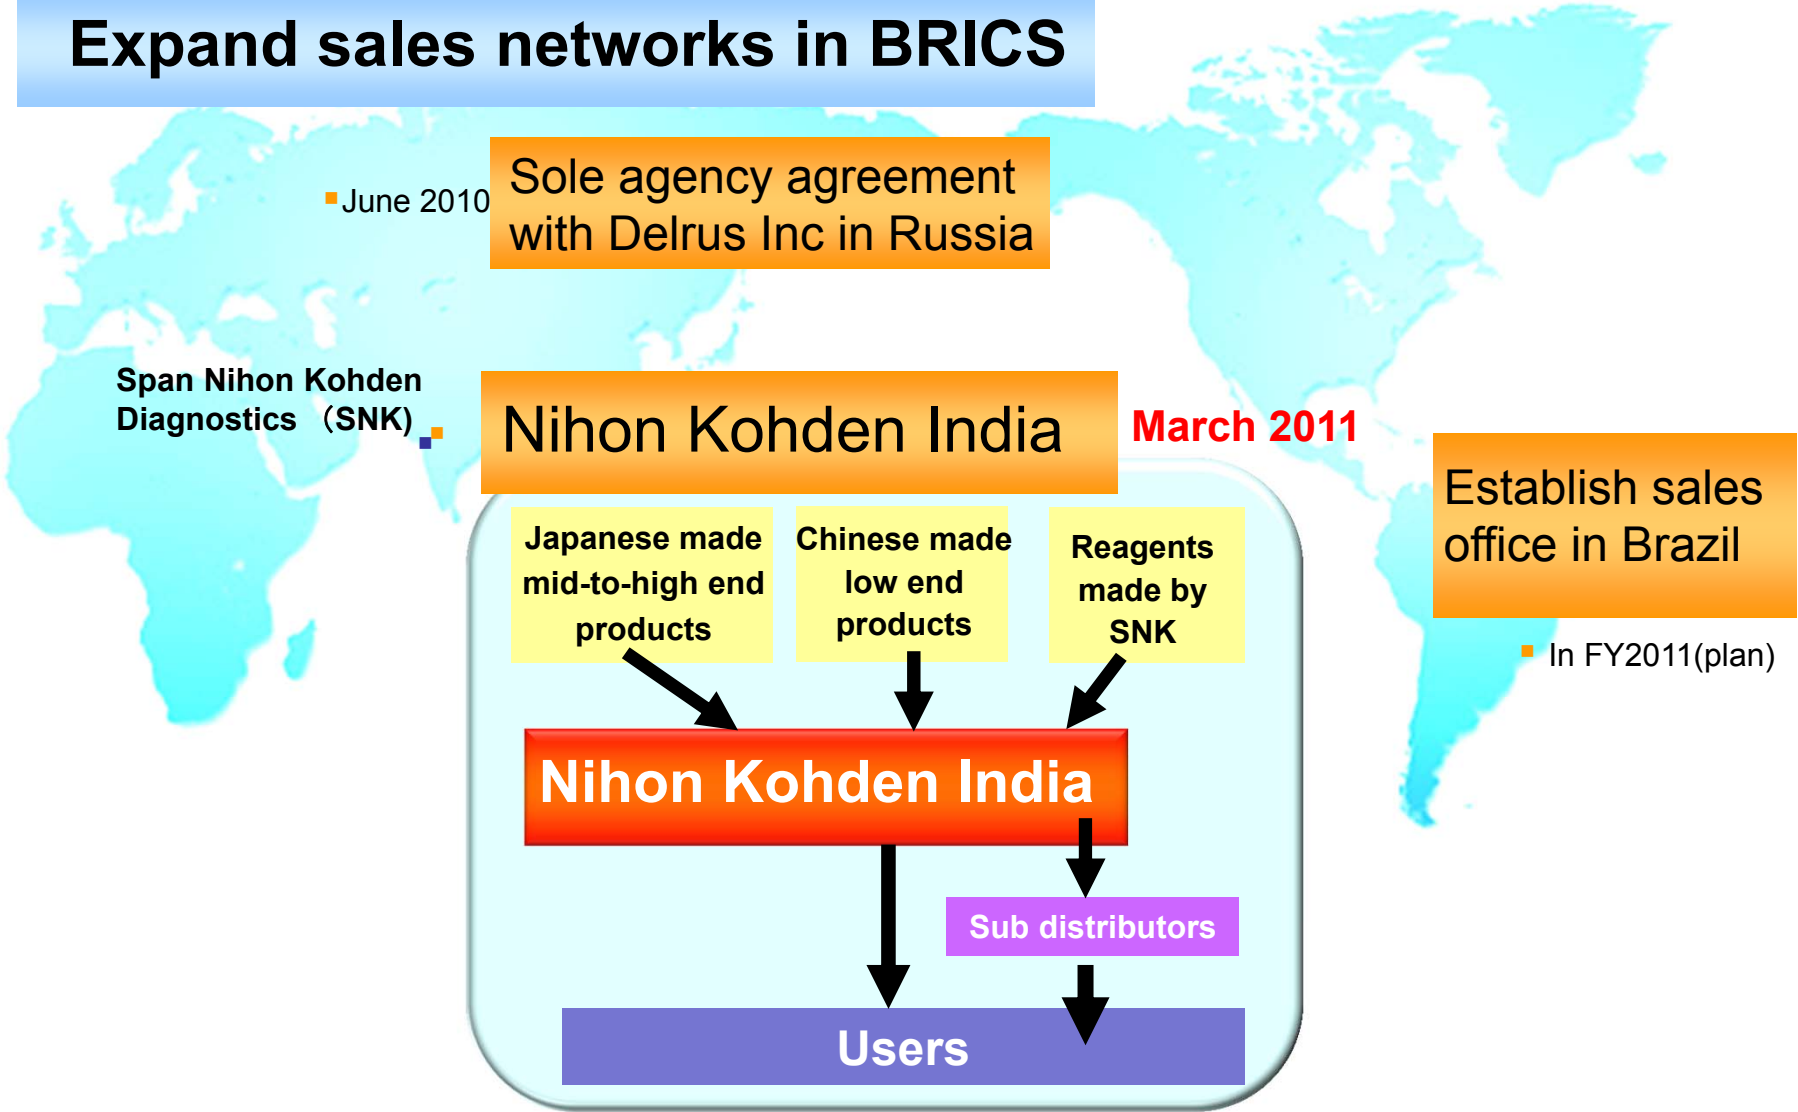 Expand sales networks in BRICS
▪June 2010
Sole agency agreement
with Delrus Inc in Russia
Span Nihon Kohden
Diagnostics （SNK)
Nihon Kohden India
March 2011
Establish sales
office in Brazil
▪ In FY2011(plan)
Japanese made
mid-to-high end
products
Chinese made
low end
products
Reagents
made by
SNK
Nihon Kohden India
Sub distributors
Users